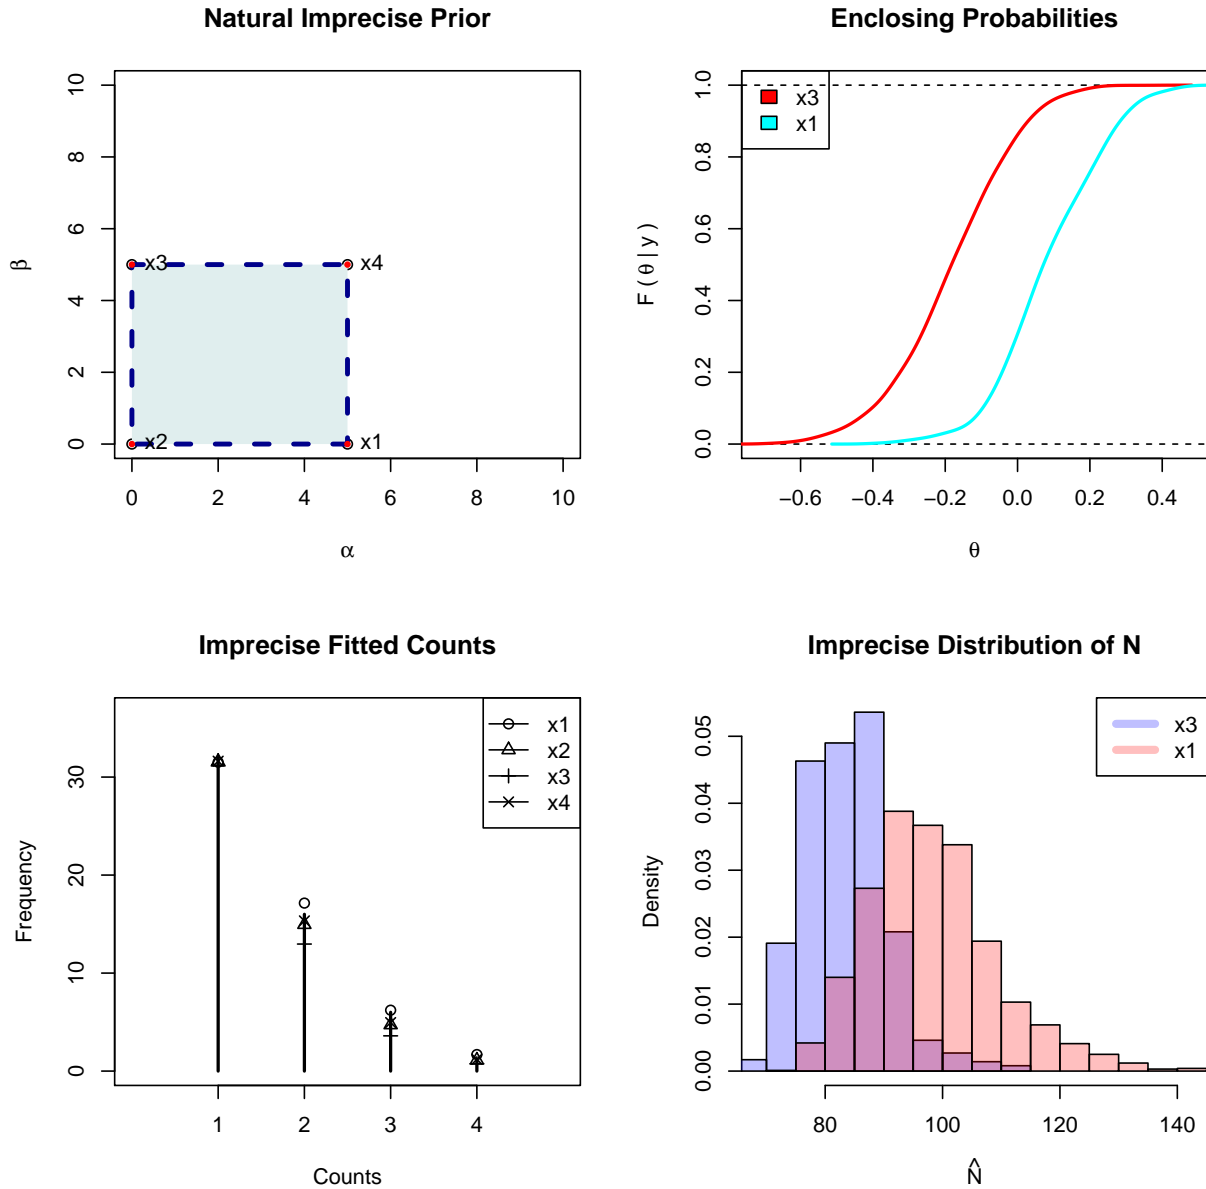 Natural Imprecise Prior
β
10
8
6
4
2
0
x3
x4
x2
x1
0 2 4 6 8 10
α
Enclosing Probabilities
F ( θ | y )
1.0
0.8
0.6
0.4
0.2
0.0
x3
x1
−0.6 −0.4 −0.2 0.0 0.2 0.4
θ
Imprecise Fitted Counts
Frequency
30
20
10
0
x1
x2
x3
x4
1 2 3 4
Counts
Imprecise Distribution of N
Density
0.05
0.04
0.03
0.02
0.01
0.00
x3
x1
80 100 120 140
N̂